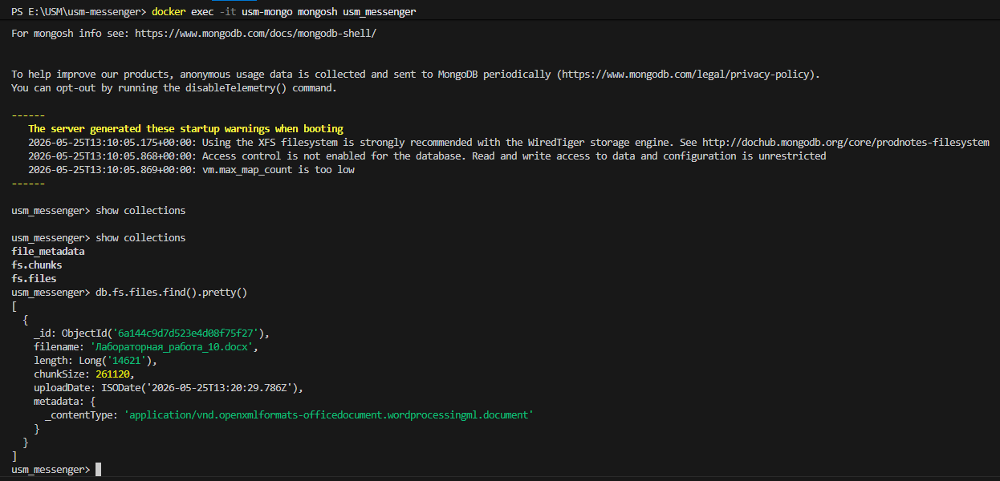 PS E:\USM\usm-messenger> docker exec -it usm-mongo mongosh usm_messenger
For mongosh info see: https://www.mongodb.com/docs/mongodb-shell/
To help improve our products, anonymous usage data is collected and sent to MongoDB periodically (https://www.mongodb.com/legal/privacy-policy).
You can opt-out by running the disableTelemetry() command.
------
The server generated these startup warnings when booting
2026-05-25T13:10:05.175+00:00: Using the XFS filesystem is strongly recommended with the WiredTiger storage engine. See http://dochub.mongodb.org/core/prodnotes-filesystem
2026-05-25T13:10:05.868+00:00: Access control is not enabled for the database. Read and write access to data and configuration is unrestricted
2026-05-25T13:10:05.869+00:00: vm.max_map_count is too low
------
usm_messenger> show collections
usm_messenger> show collections
file_metadata
fs.chunks
fs.files
usm_messenger> db.fs.files.find().pretty()
[
{
_id: ObjectId('6a144c9d7d523e4d08f75f27'),
filename: 'Лабораторная_работа_10.docx',
length: Long('14621'),
chunkSize: 261120,
uploadDate: ISODate('2026-05-25T13:20:29.786Z'),
metadata: {
_contentType: 'application/vnd.openxmlformats-officedocument.wordprocessingml.document'
}
}
]
usm_messenger>